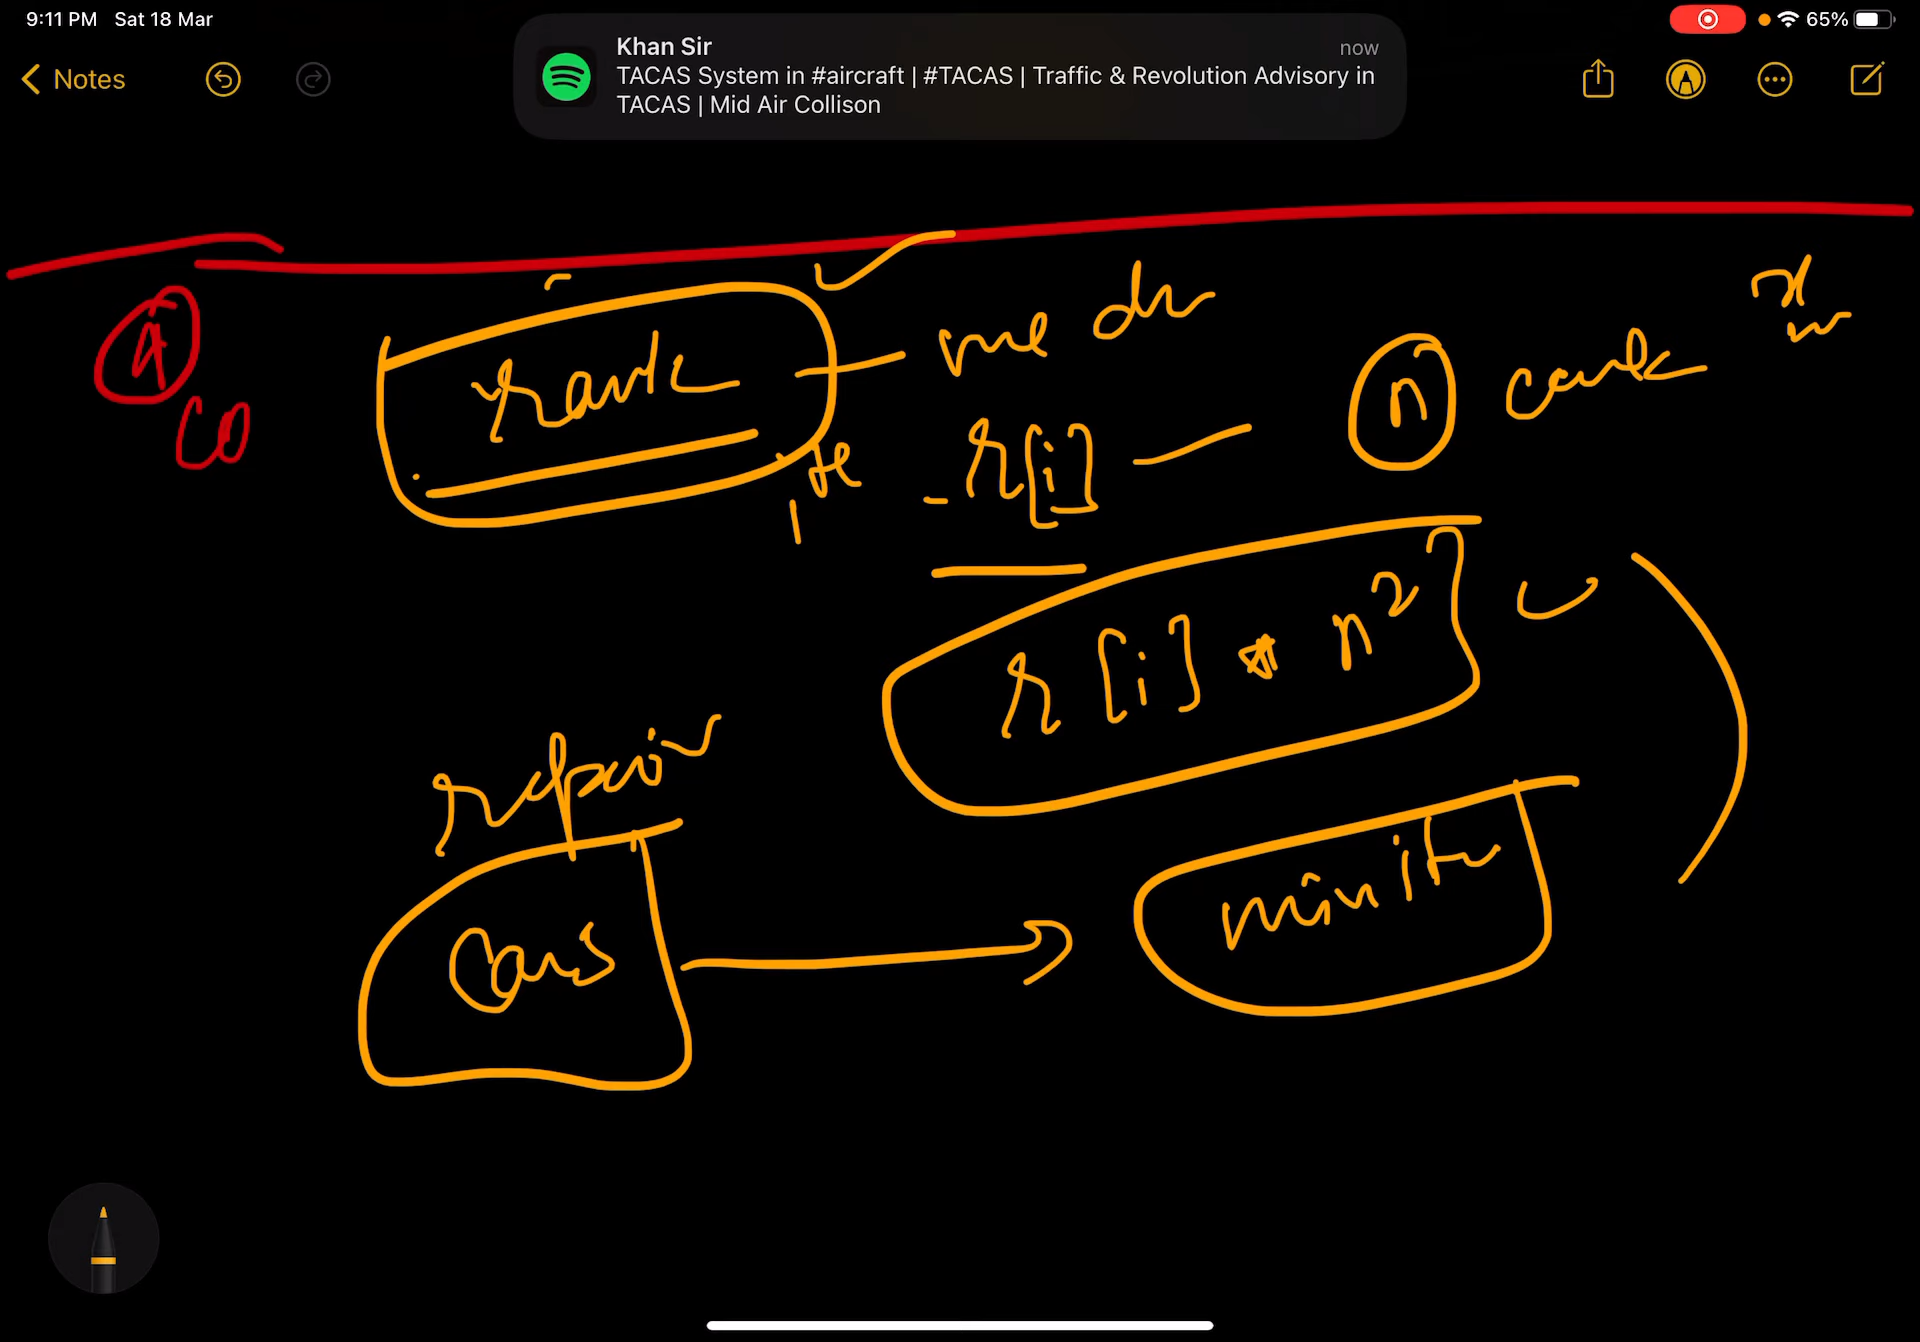 9:11 PM Sat 18 Mar
65%
Notes
Khan Sir
now
TACAS System in #aircraft | #TACAS | Traffic & Revolution Advisory in
TACAS | Mid Air Collison
4
CO
rank
n
r[i]
r[i] * n²
repair
Cars